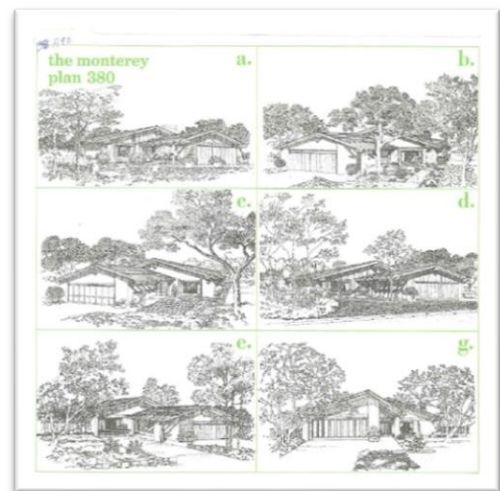 the monterey
plan 380
a.
b.
c.
d.
e.
g.